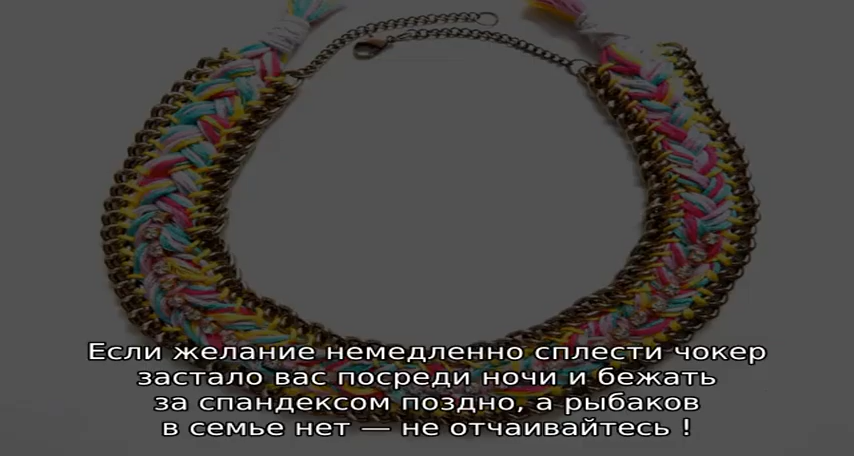 Если желание немедленно сплести чокер
застало вас посреди ночи и бежать
за спандексом поздно, а рыбаков
в семье нет — не отчаивайтесь !